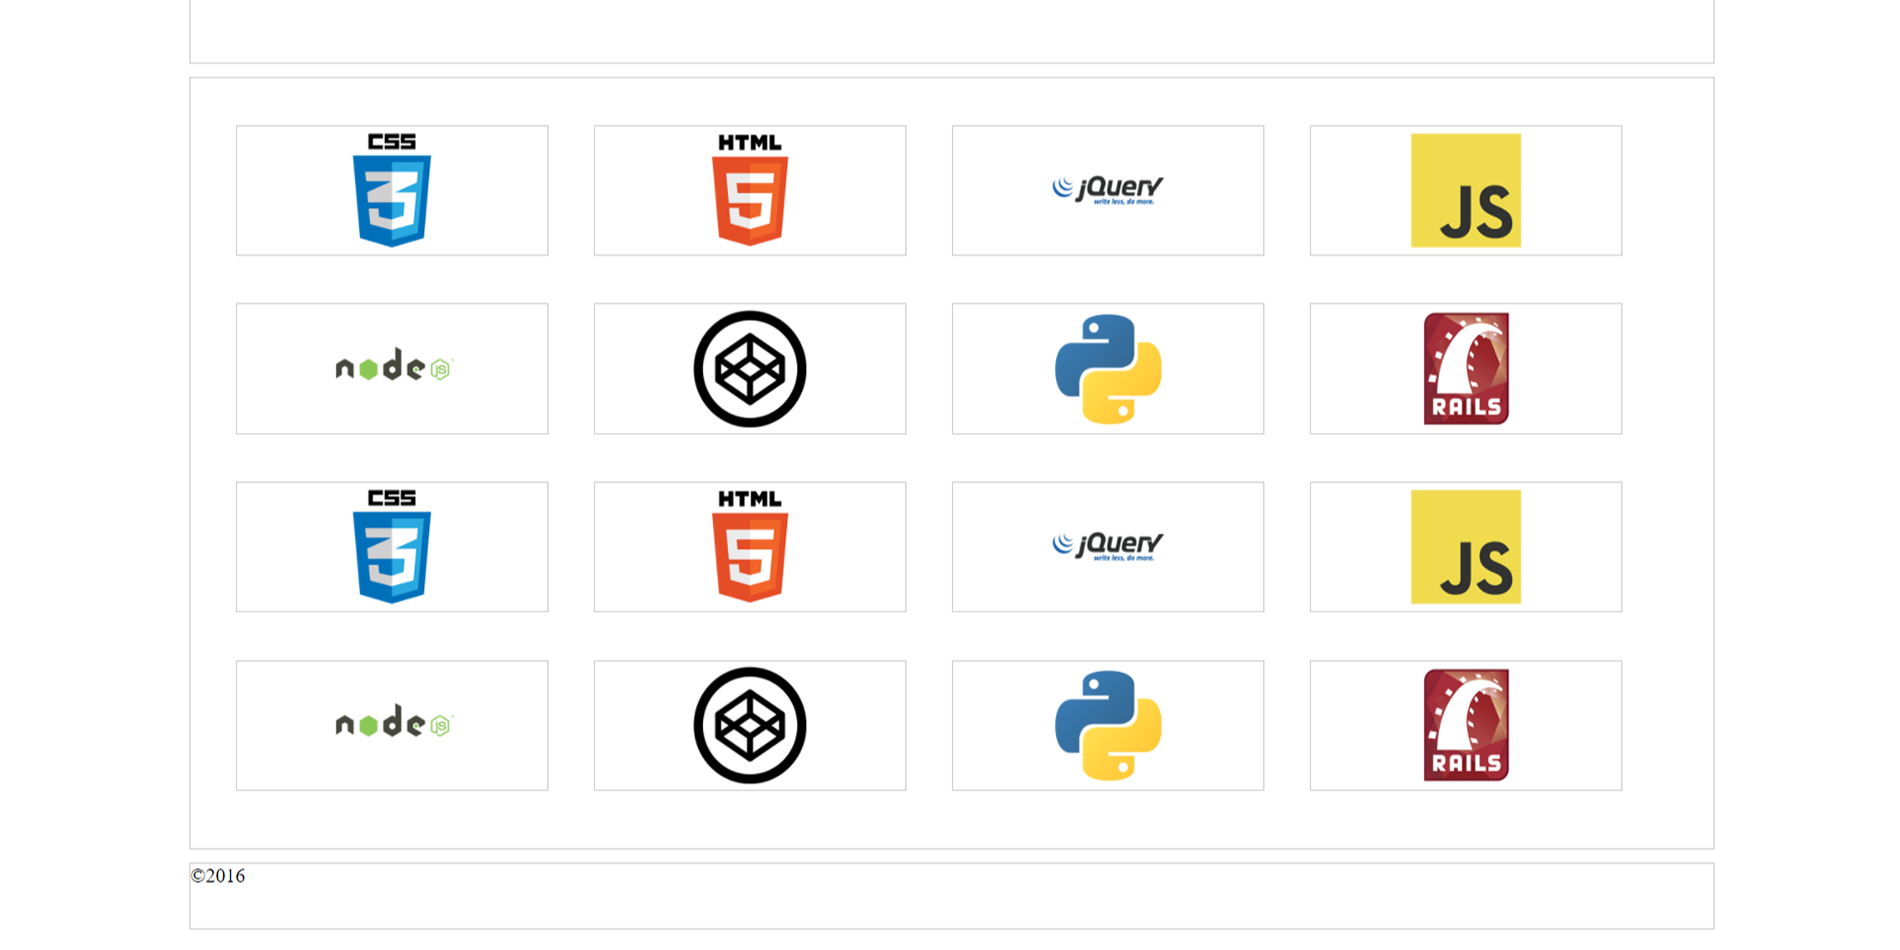 CSS
HTML
jQuery
write less, do more.
JS
3
5
node JS
RAILS
CSS
HTML
jQuery
write less, do more.
JS
3
5
node JS
RAILS
©2016